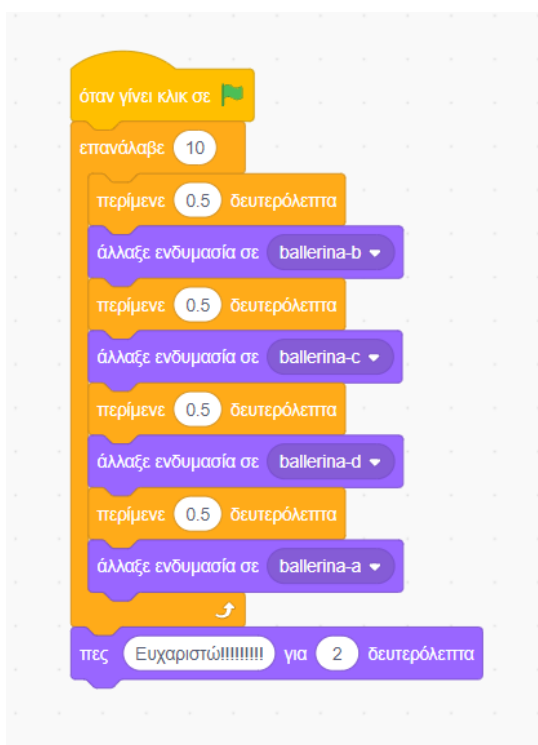 όταν γίνει κλικ σε
επανάλαβε 10
περίμενε 0.5 δευτερόλεπτα
άλλαξε ενδυμασία σε ballerina-b
περίμενε 0.5 δευτερόλεπτα
άλλαξε ενδυμασία σε ballerina-c
περίμενε 0.5 δευτερόλεπτα
άλλαξε ενδυμασία σε ballerina-d
περίμενε 0.5 δευτερόλεπτα
άλλαξε ενδυμασία σε ballerina-a
πες Ευχαριστώ!!!!!!!!! για 2 δευτερόλεπτα